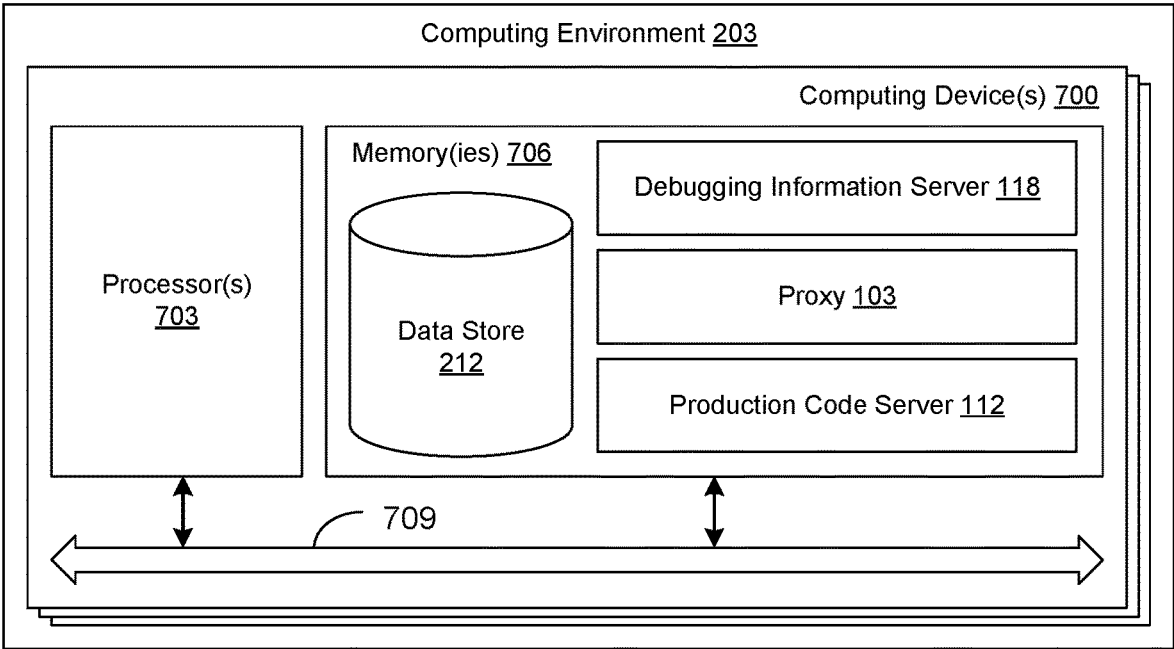 Computing Environment 203
Computing Device(s) 700
Processor(s)
703
Memory(ies) 706
Data Store
212
Debugging Information Server 118
Proxy 103
Production Code Server 112
709